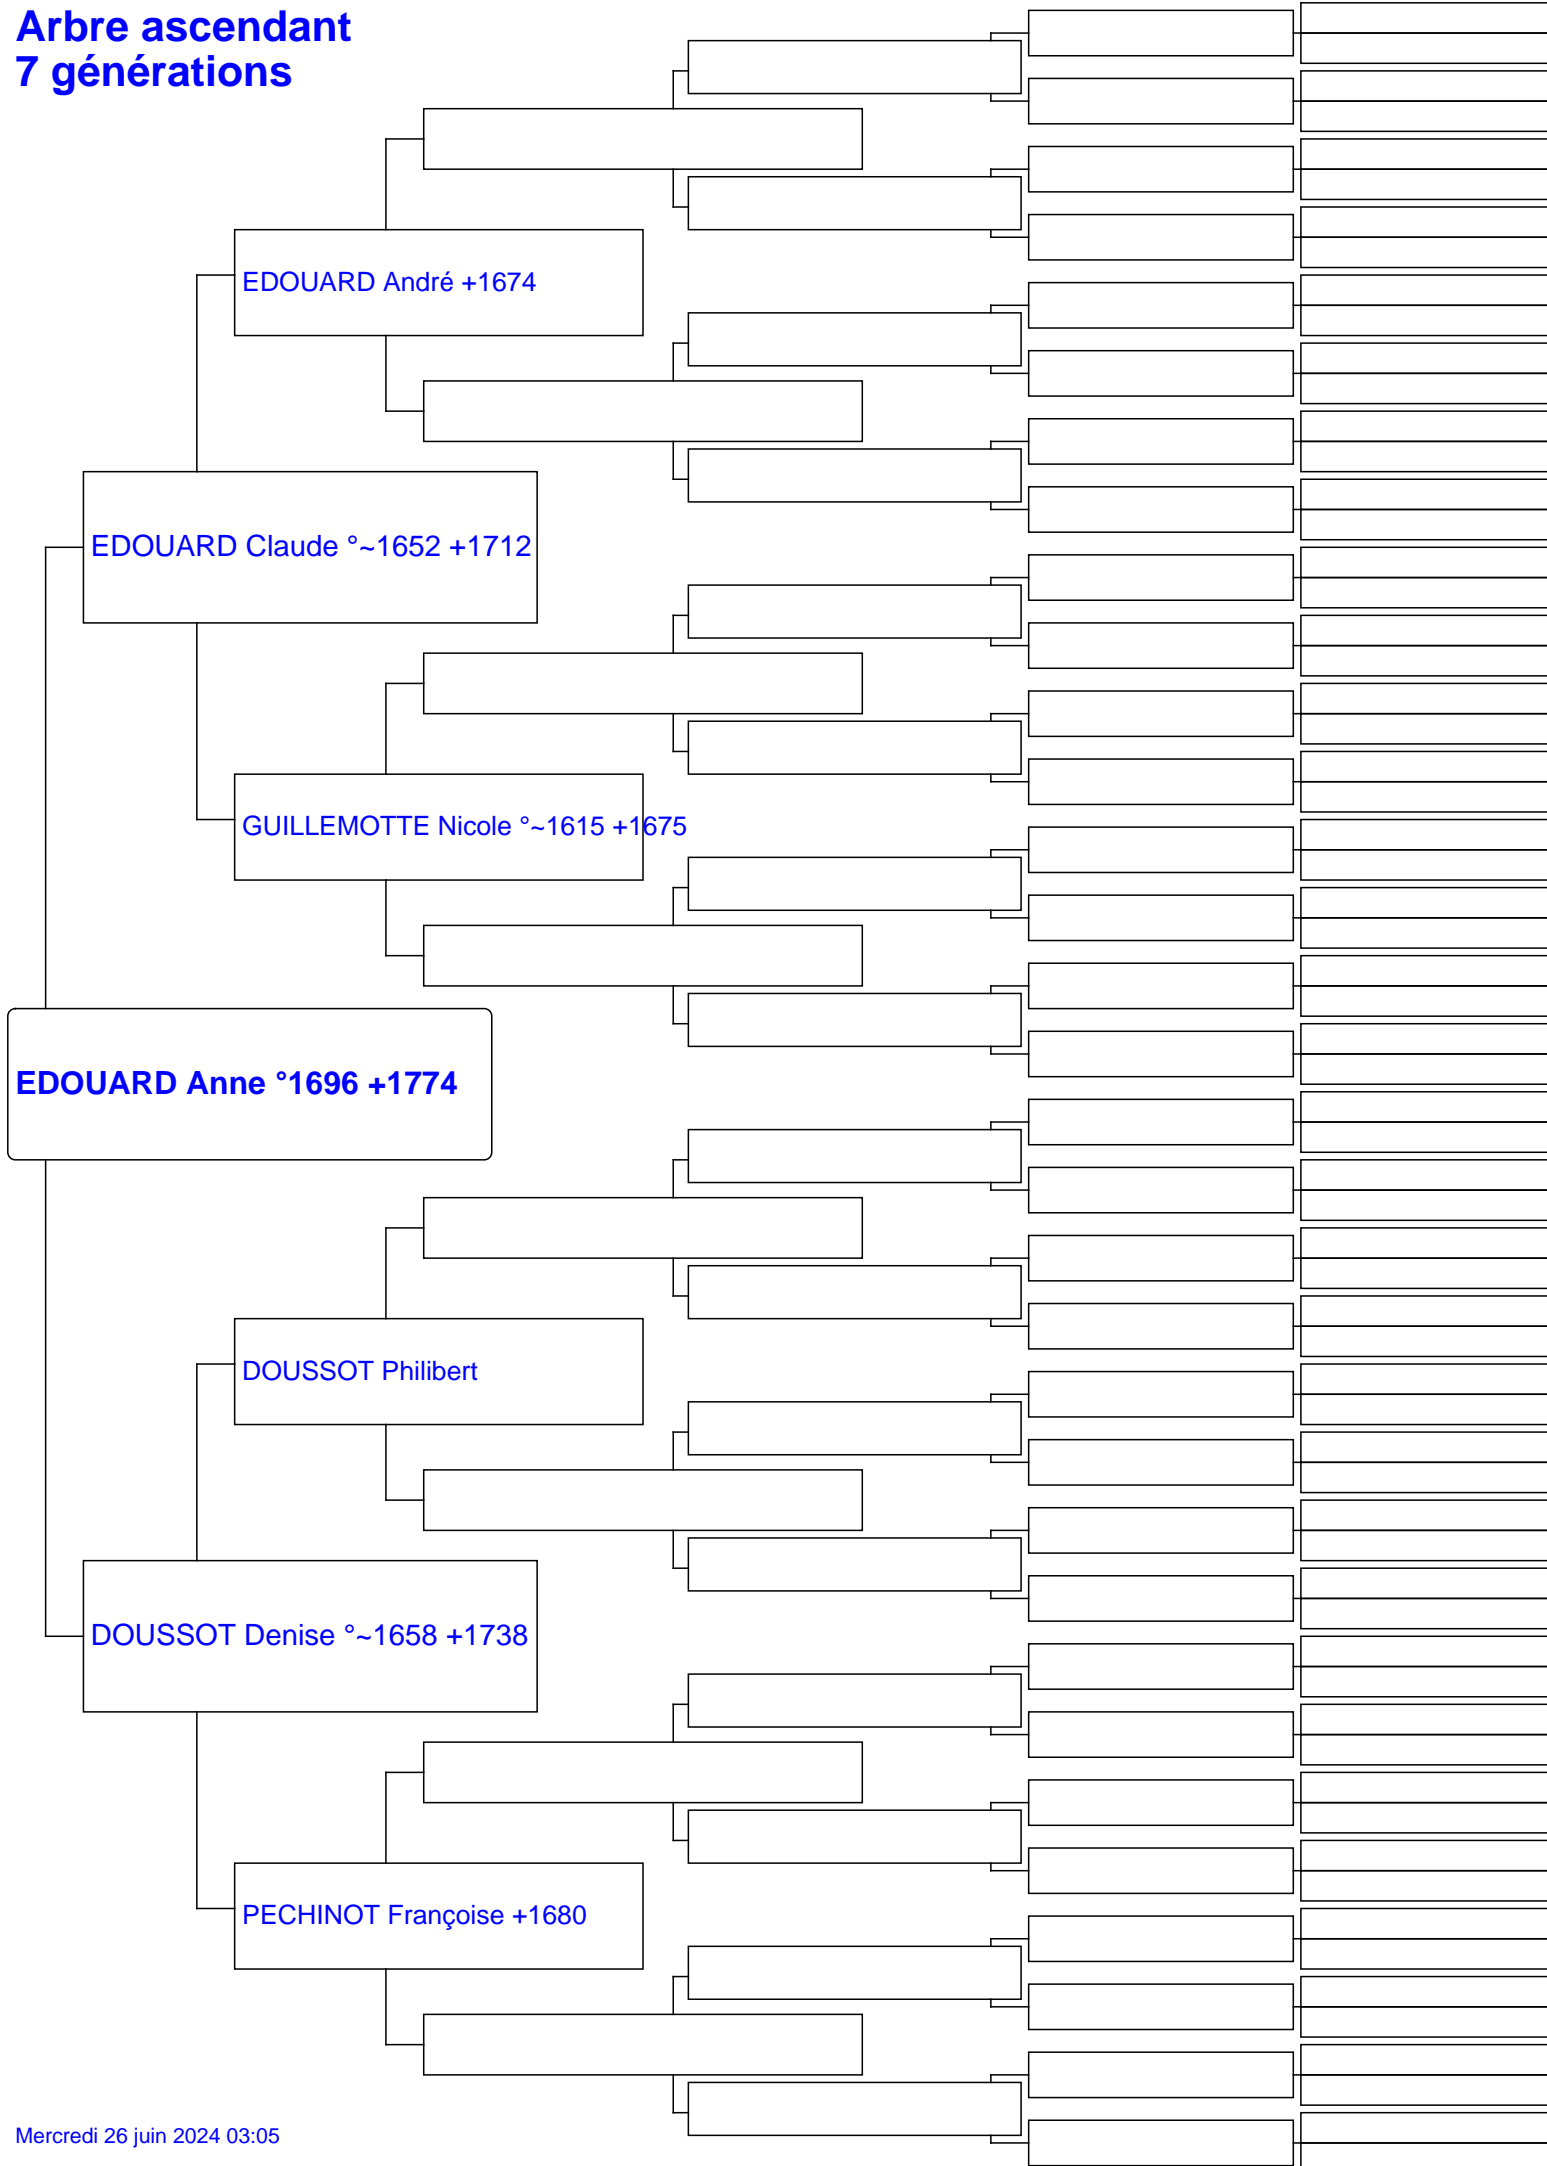 Arbre ascendant
7 générations
EDOUARD André +1674
EDOUARD Claude °~1652 +1712
GUILLEMOTTE Nicole °~1615 +1675
EDOUARD Anne °1696 +1774
DOUSSOT Philibert
DOUSSOT Denise °~1658 +1738
PECHINOT Françoise +1680
Mercredi 26 juin 2024 03:05